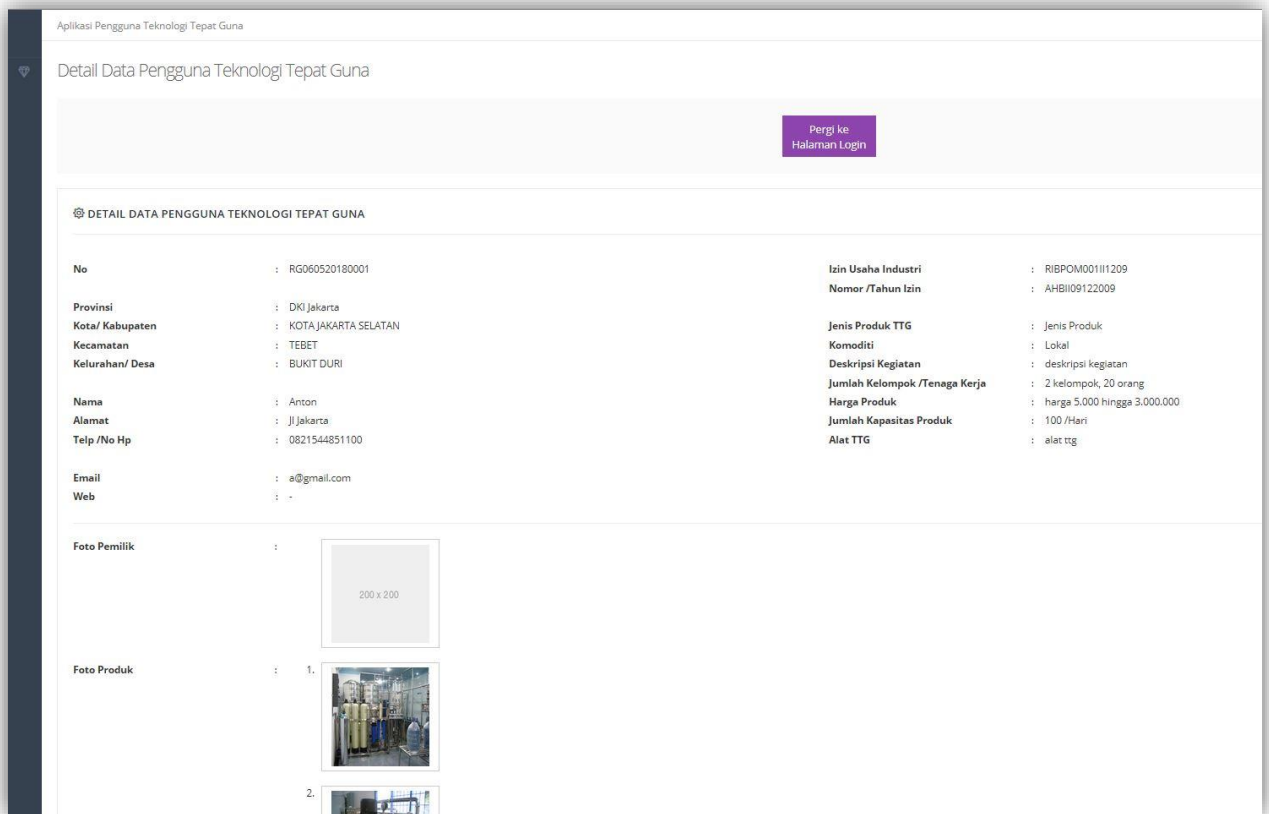 Aplikasi Pengguna Teknologi Tepat Guna
Detail Data Pengguna Teknologi Tepat Guna
Pergi ke
Halaman Login
DETAIL DATA PENGGUNA TEKNOLOGI TEPAT GUNA
No : RG060520180001
Provinsi : DKI Jakarta
Kota/ Kabupaten : KOTA JAKARTA SELATAN
Kecamatan : TEBET
Kelurahan/ Desa : BUKIT DURI
Nama : Anton
Alamat : Jl Jakarta
Telp /No Hp : 0821544851100
Email : a@gmail.com
Web : -
Izin Usaha Industri : RIBPOM001II1209
Nomor /Tahun Izin : AHBII09122009
Jenis Produk TTG : Jenis Produk
Komoditi : Lokal
Deskripsi Kegiatan : deskripsi kegiatan
Jumlah Kelompok /Tenaga Kerja : 2 kelompok, 20 orang
Harga Produk : harga 5.000 hingga 3.000.000
Jumlah Kapasitas Produk : 100 /Hari
Alat TTG : alat ttg
Foto Pemilik :
200 x 200
Foto Produk : 1.
2.